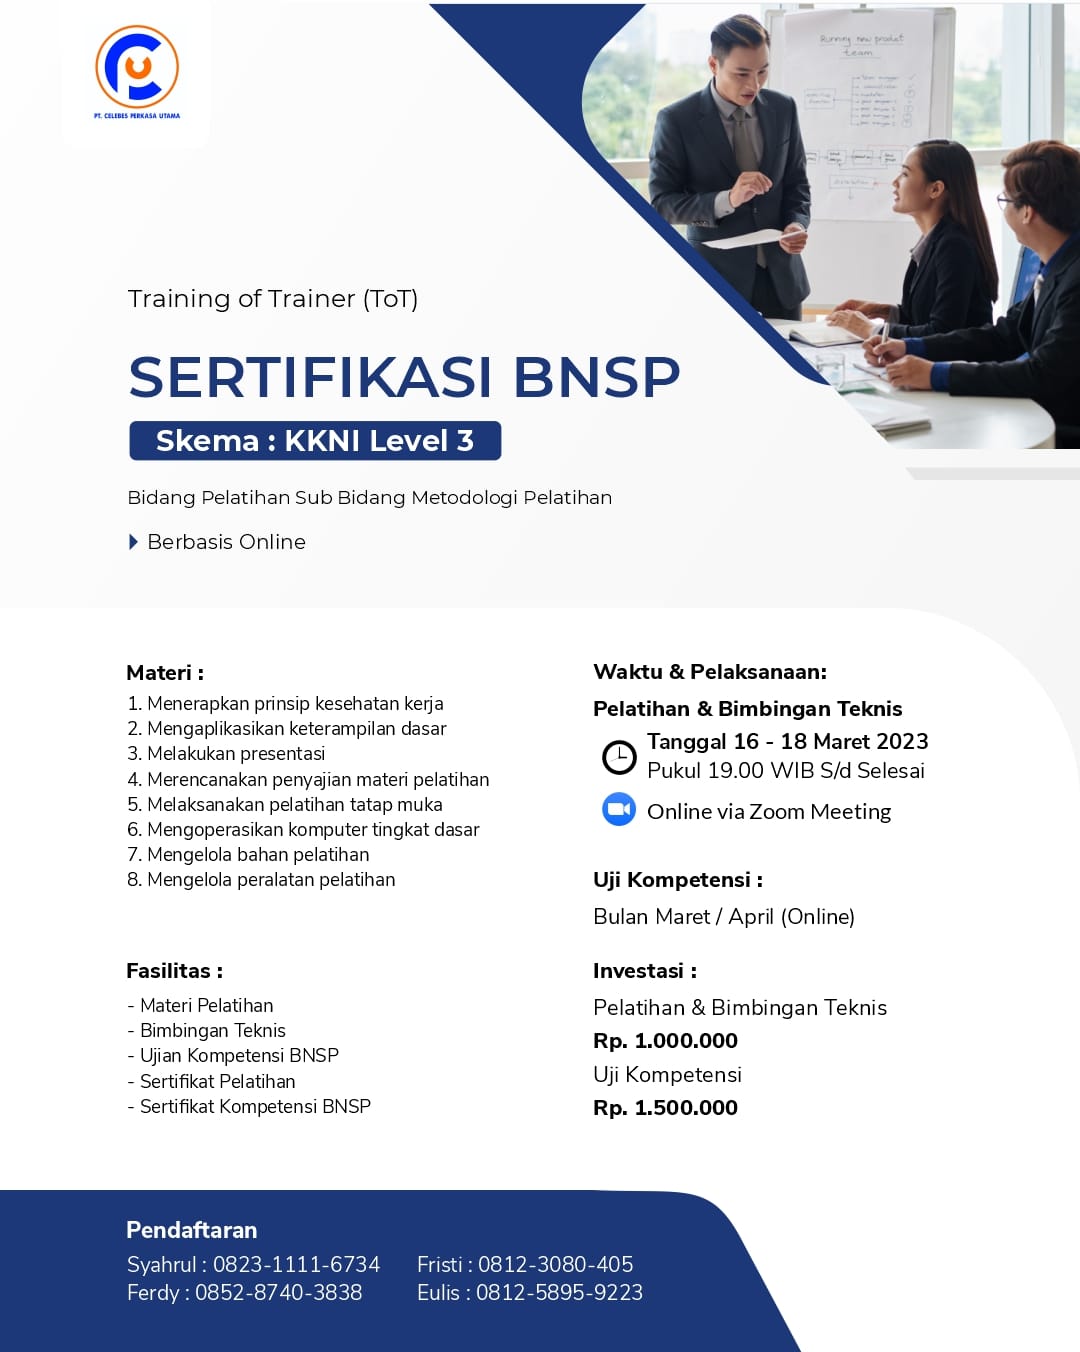 PT. CELEBES PERKASA UTAMA
Running new product
team
Training of Trainer (ToT)
SERTIFIKASI BNSP
Skema : KKNI Level 3
Bidang Pelatihan Sub Bidang Metodologi Pelatihan
Berbasis Online
Materi :
1. Menerapkan prinsip kesehatan kerja
2. Mengaplikasikan keterampilan dasar
3. Melakukan presentasi
4. Merencanakan penyajian materi pelatihan
5. Melaksanakan pelatihan tatap muka
6. Mengoperasikan komputer tingkat dasar
7. Mengelola bahan pelatihan
8. Mengelola peralatan pelatihan
Fasilitas :
- Materi Pelatihan
- Bimbingan Teknis
- Ujian Kompetensi BNSP
- Sertifikat Pelatihan
- Sertifikat Kompetensi BNSP
Waktu & Pelaksanaan:
Pelatihan & Bimbingan Teknis
Tanggal 16 - 18 Maret 2023
Pukul 19.00 WIB S/d Selesai
Online via Zoom Meeting
Uji Kompetensi :
Bulan Maret / April (Online)
Investasi :
Pelatihan & Bimbingan Teknis
Rp. 1.000.000
Uji Kompetensi
Rp. 1.500.000
Pendaftaran
Syahrul : 0823-1111-6734
Ferdy : 0852-8740-3838
Fristi : 0812-3080-405
Eulis : 0812-5895-9223